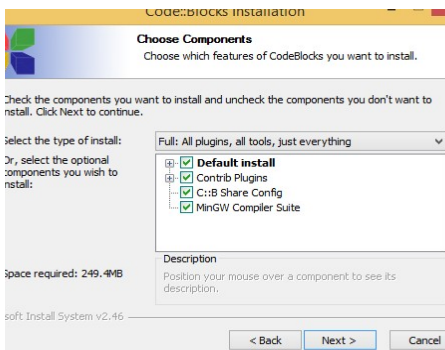 Code::Blocks Installation
Choose Components
Choose which features of CodeBlocks you want to install.
Check the components you want to install and uncheck the components you don't want to
install. Click Next to continue.
Select the type of install:
Full: All plugins, all tools, just everything
Or, select the optional
components you wish to
install:
Default install
Contrib Plugins
C::B Share Config
MinGW Compiler Suite
Space required: 249.4MB
Description
Position your mouse over a component to see its
description.
soft Install System v2.46
< Back
Next >
Cancel